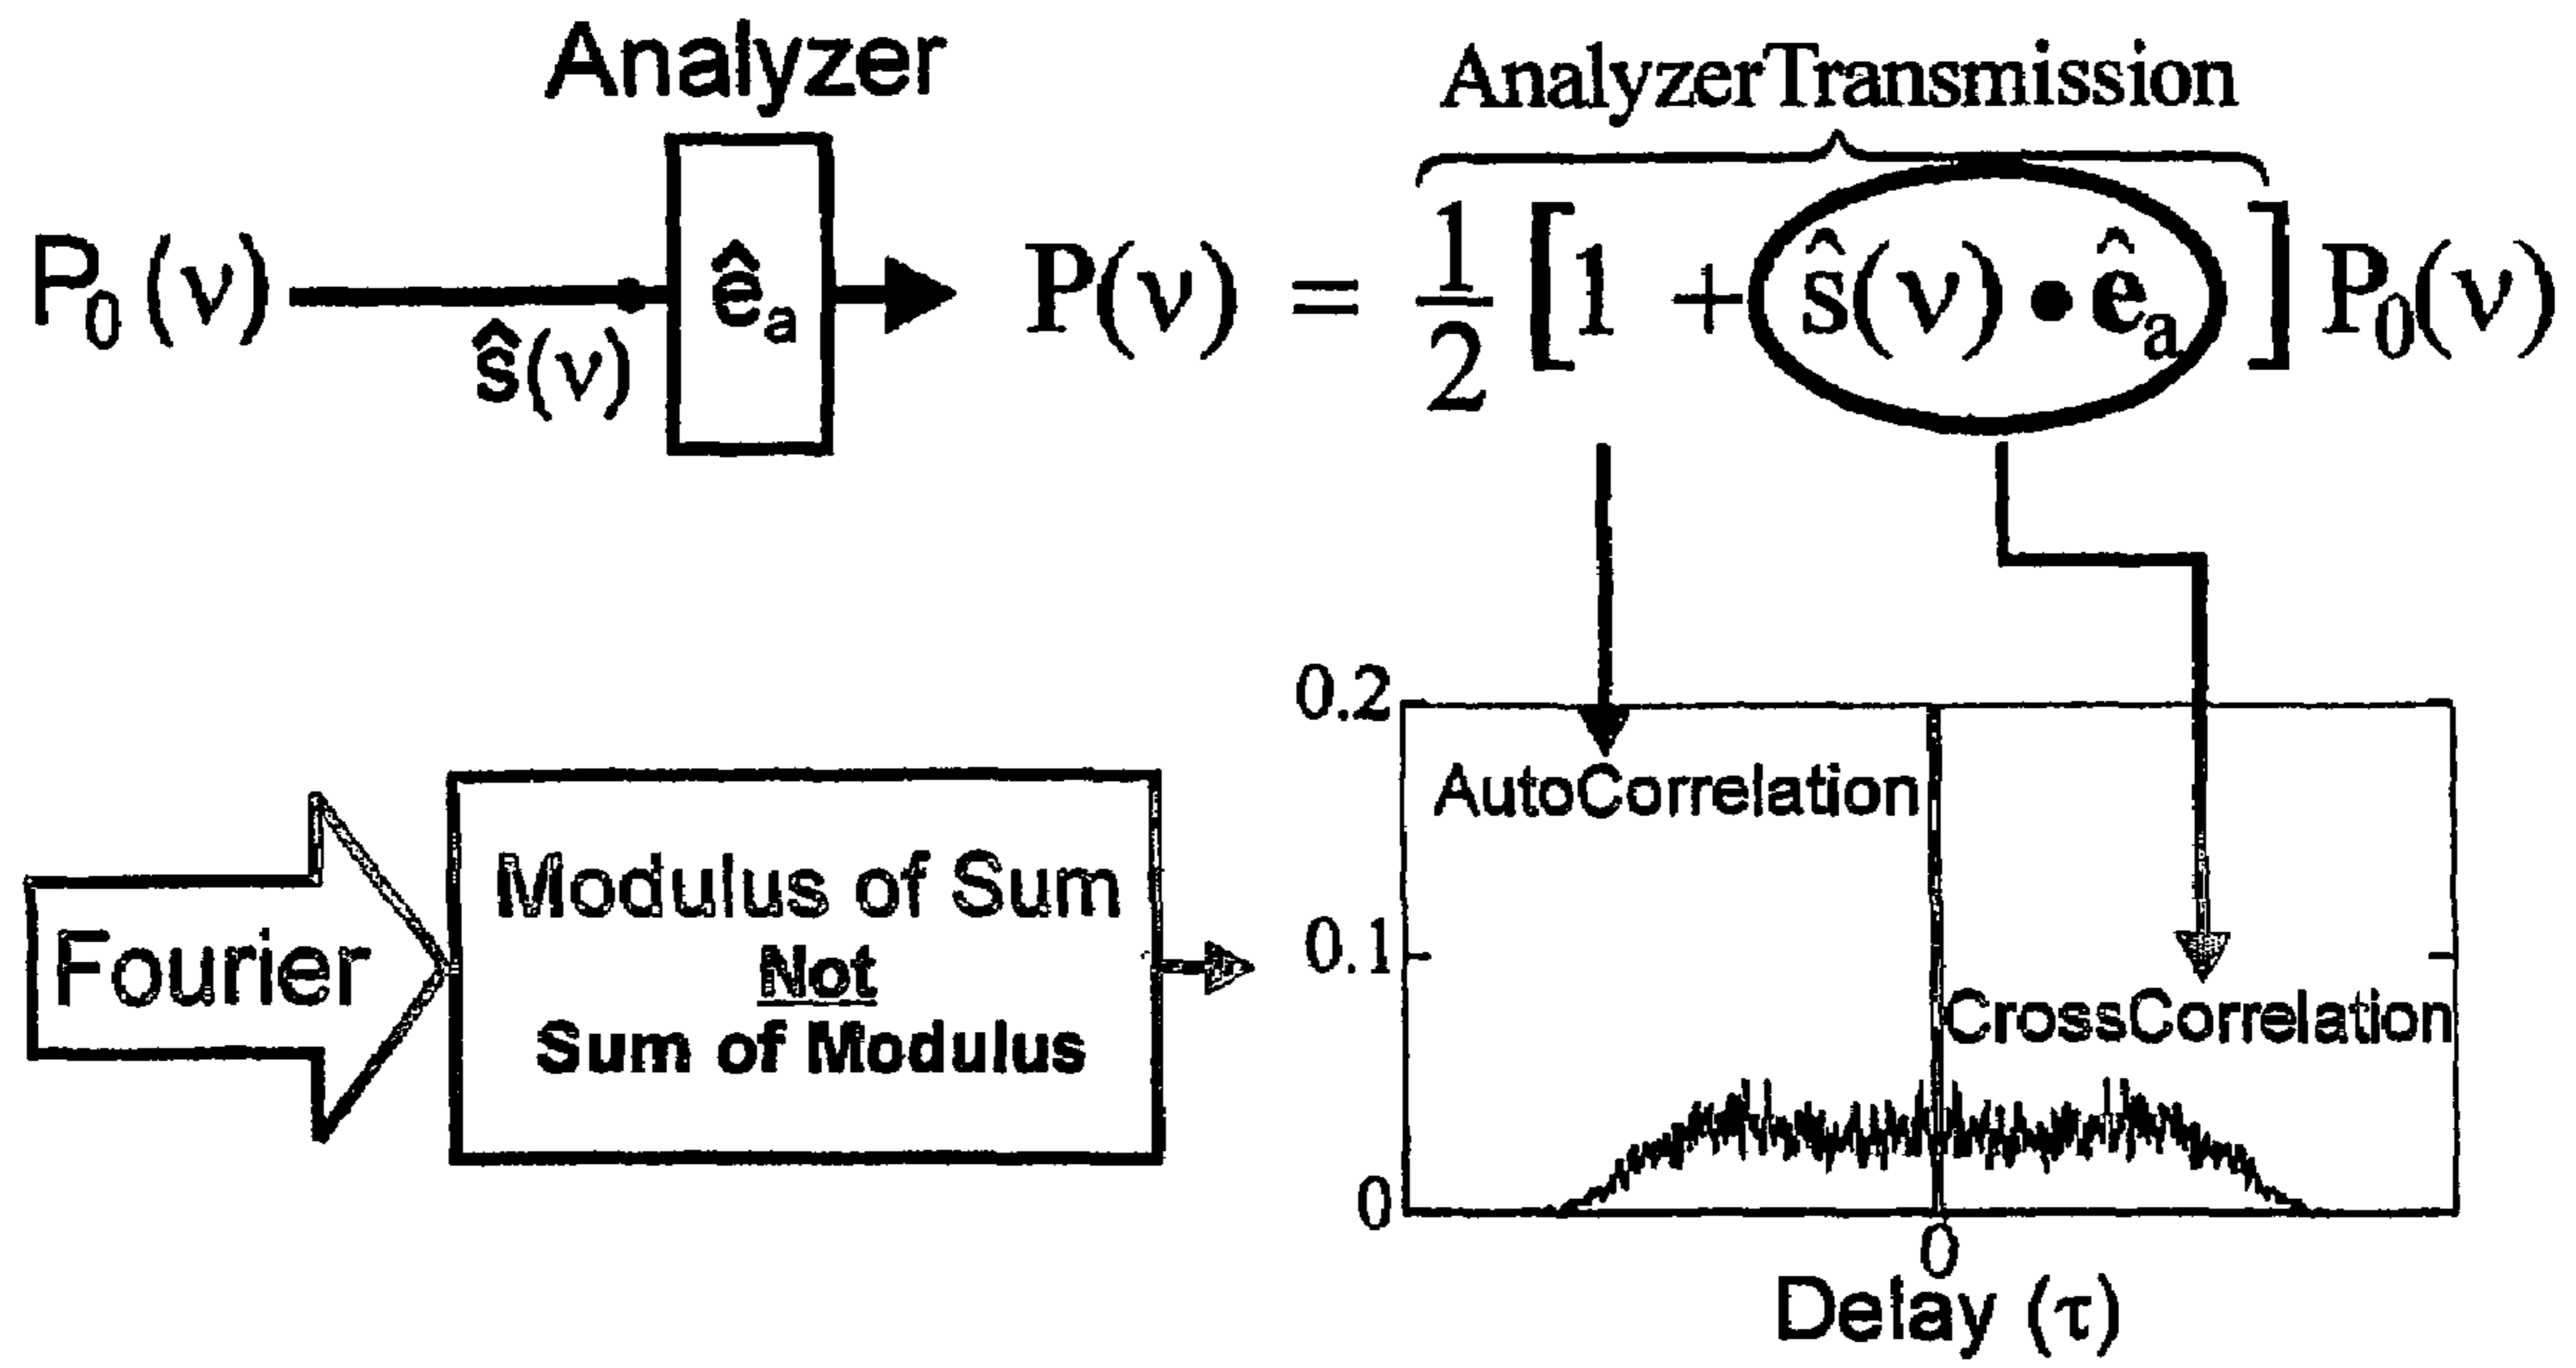 Analyzer
AnalyzerTransmission
P₀(ν)
ŝ(ν)
êₐ
P(ν) = 1/2 [1 + ŝ(ν) • êₐ] P₀(ν)
0.2
AutoCorrelation
Fourier
Modulus of Sum
Not
Sum of Modulus
0.1
CrossCorrelation
0
0
Delay (τ)